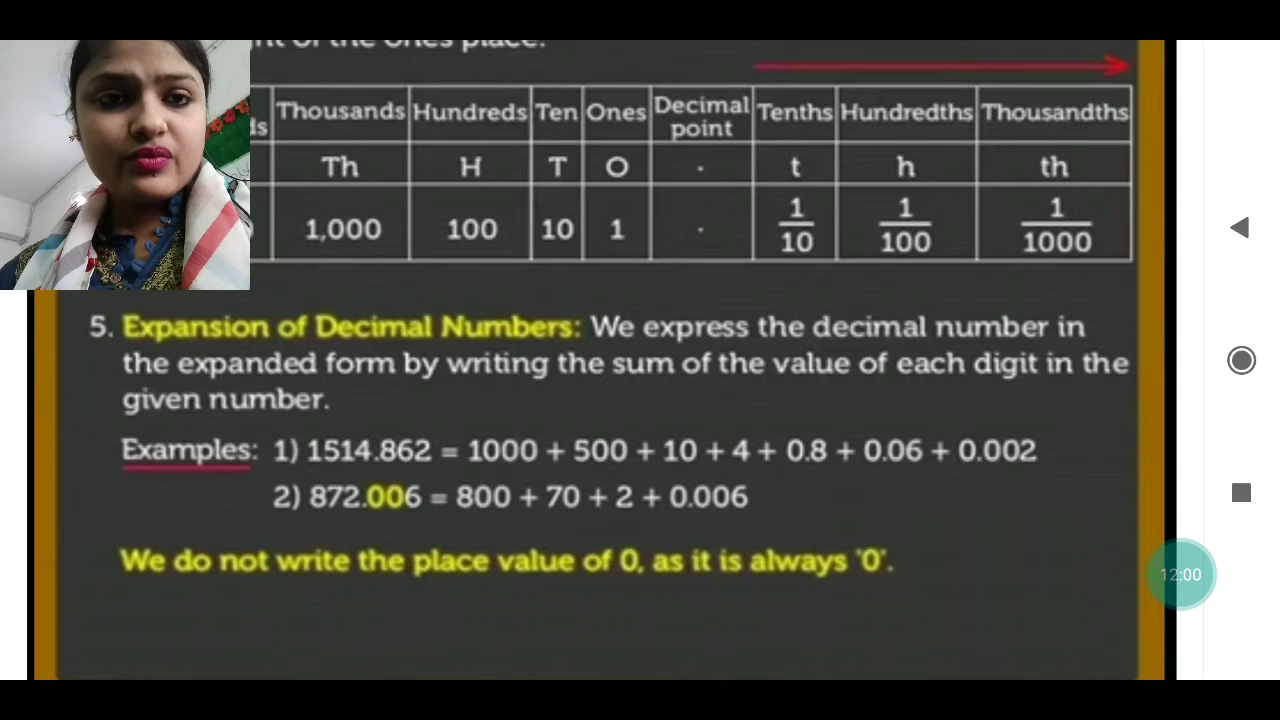 of the ones place.
Thousands Hundreds Ten Ones Decimal point Tenths Hundredths Thousandths
Th H T O . t h th
1,000 100 10 1 . 1/10 1/100 1/1000
5. Expansion of Decimal Numbers: We express the decimal number in
the expanded form by writing the sum of the value of each digit in the
given number.
Examples: 1) 1514.862 = 1000 + 500 + 10 + 4 + 0.8 + 0.06 + 0.002
2) 872.006 = 800 + 70 + 2 + 0.006
We do not write the place value of 0, as it is always '0'.
12:00